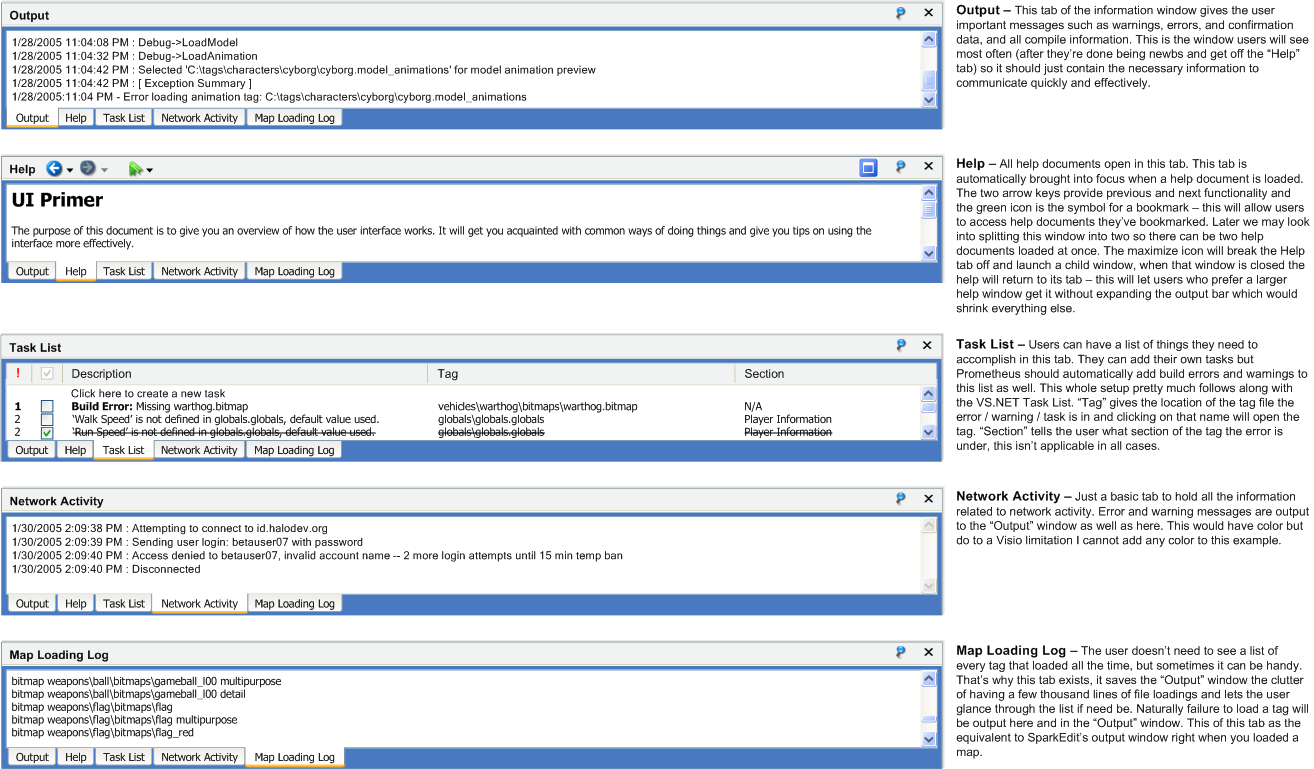 Output
1/28/2005 11:04:08 PM : Debug->LoadModel
1/28/2005 11:04:32 PM : Debug->LoadAnimation
1/28/2005 11:04:42 PM : Selected 'C:\tags\characters\cyborg\cyborg.model_animations' for model animation preview
1/28/2005 11:04:42 PM : [ Exception Summary ]
1/28/2005:11:04 PM - Error loading animation tag: C:\tags\characters\cyborg\cyborg.model_animations
Output Help Task List Network Activity Map Loading Log
Output – This tab of the information window gives the user
important messages such as warnings, errors, and confirmation
data, and all compile information. This is the window users will see
most often (after they're done being newbs and get off the “Help”
tab) so it should just contain the necessary information to
communicate quickly and effectively.
Help
UI Primer
The purpose of this document is to give you an overview of how the user interface works. It will get you acquainted with common ways of doing things and give you tips on using the
interface more effectively.
Output Help Task List Network Activity Map Loading Log
Help – All help documents open in this tab. This tab is
automatically brought into focus when a help document is loaded.
The two arrow keys provide previous and next functionality and
the green icon is the symbol for a bookmark – this will allow users
to access help documents they've bookmarked. Later we may look
into splitting this window into two so there can be two help
documents loaded at once. The maximize icon will break the Help
tab off and launch a child window, when that window is closed the
help will return to its tab – this will let users who prefer a larger
help window get it without expanding the output bar which would
shrink everything else.
Task List
! Description Tag Section
Click here to create a new task
1 Build Error: Missing warthog.bitmap vehicles\warthog\bitmaps\warthog.bitmap N/A
2 ‘Walk Speed’ is not defined in globals.globals, default value used. globals\globals.globals Player Information
2 ‘Run Speed’ is not defined in globals.globals, default value used. globals\globals.globals Player Information
Output Help Task List Network Activity Map Loading Log
Task List – Users can have a list of things they need to
accomplish in this tab. They can add their own tasks but
Prometheus should automatically add build errors and warnings to
this list as well. This whole setup pretty much follows along with
the VS.NET Task List. “Tag” gives the location of the tag file the
error / warning / task is in and clicking on that name will open the
tag. “Section” tells the user what section of the tag the error is
under, this isn't applicable in all cases.
Network Activity
1/30/2005 2:09:38 PM : Attempting to connect to id.halodev.org
1/30/2005 2:09:39 PM : Sending user login: betauser07 with password
1/30/2005 2:09:40 PM : Access denied to betauser07, invalid account name -- 2 more login attempts until 15 min temp ban
1/30/2005 2:09:40 PM : Disconnected
Output Help Task List Network Activity Map Loading Log
Network Activity – Just a basic tab to hold all the information
related to network activity. Error and warning messages are output
to the “Output” window as well as here. This would have color but
do to a Visio limitation I cannot add any color to this example.
Map Loading Log
bitmap weapons\ball\bitmaps\gameball_l00 multipurpose
bitmap weapons\ball\bitmaps\gameball_l00 detail
bitmap weapons\flag\bitmaps\flag
bitmap weapons\flag\bitmaps\flag multipurpose
bitmap weapons\flag\bitmaps\flag_red
Output Help Task List Network Activity Map Loading Log
Map Loading Log – The user doesn't need to see a list of
every tag that loaded all the time, but sometimes it can be handy.
That's why this tab exists, it saves the “Output” window the clutter
of having a few thousand lines of file loadings and lets the user
glance through the list if need be. Naturally failure to load a tag will
be output here and in the “Output” window. This of this tab as the
equivalent to SparkEdit's output window right when you loaded a
map.